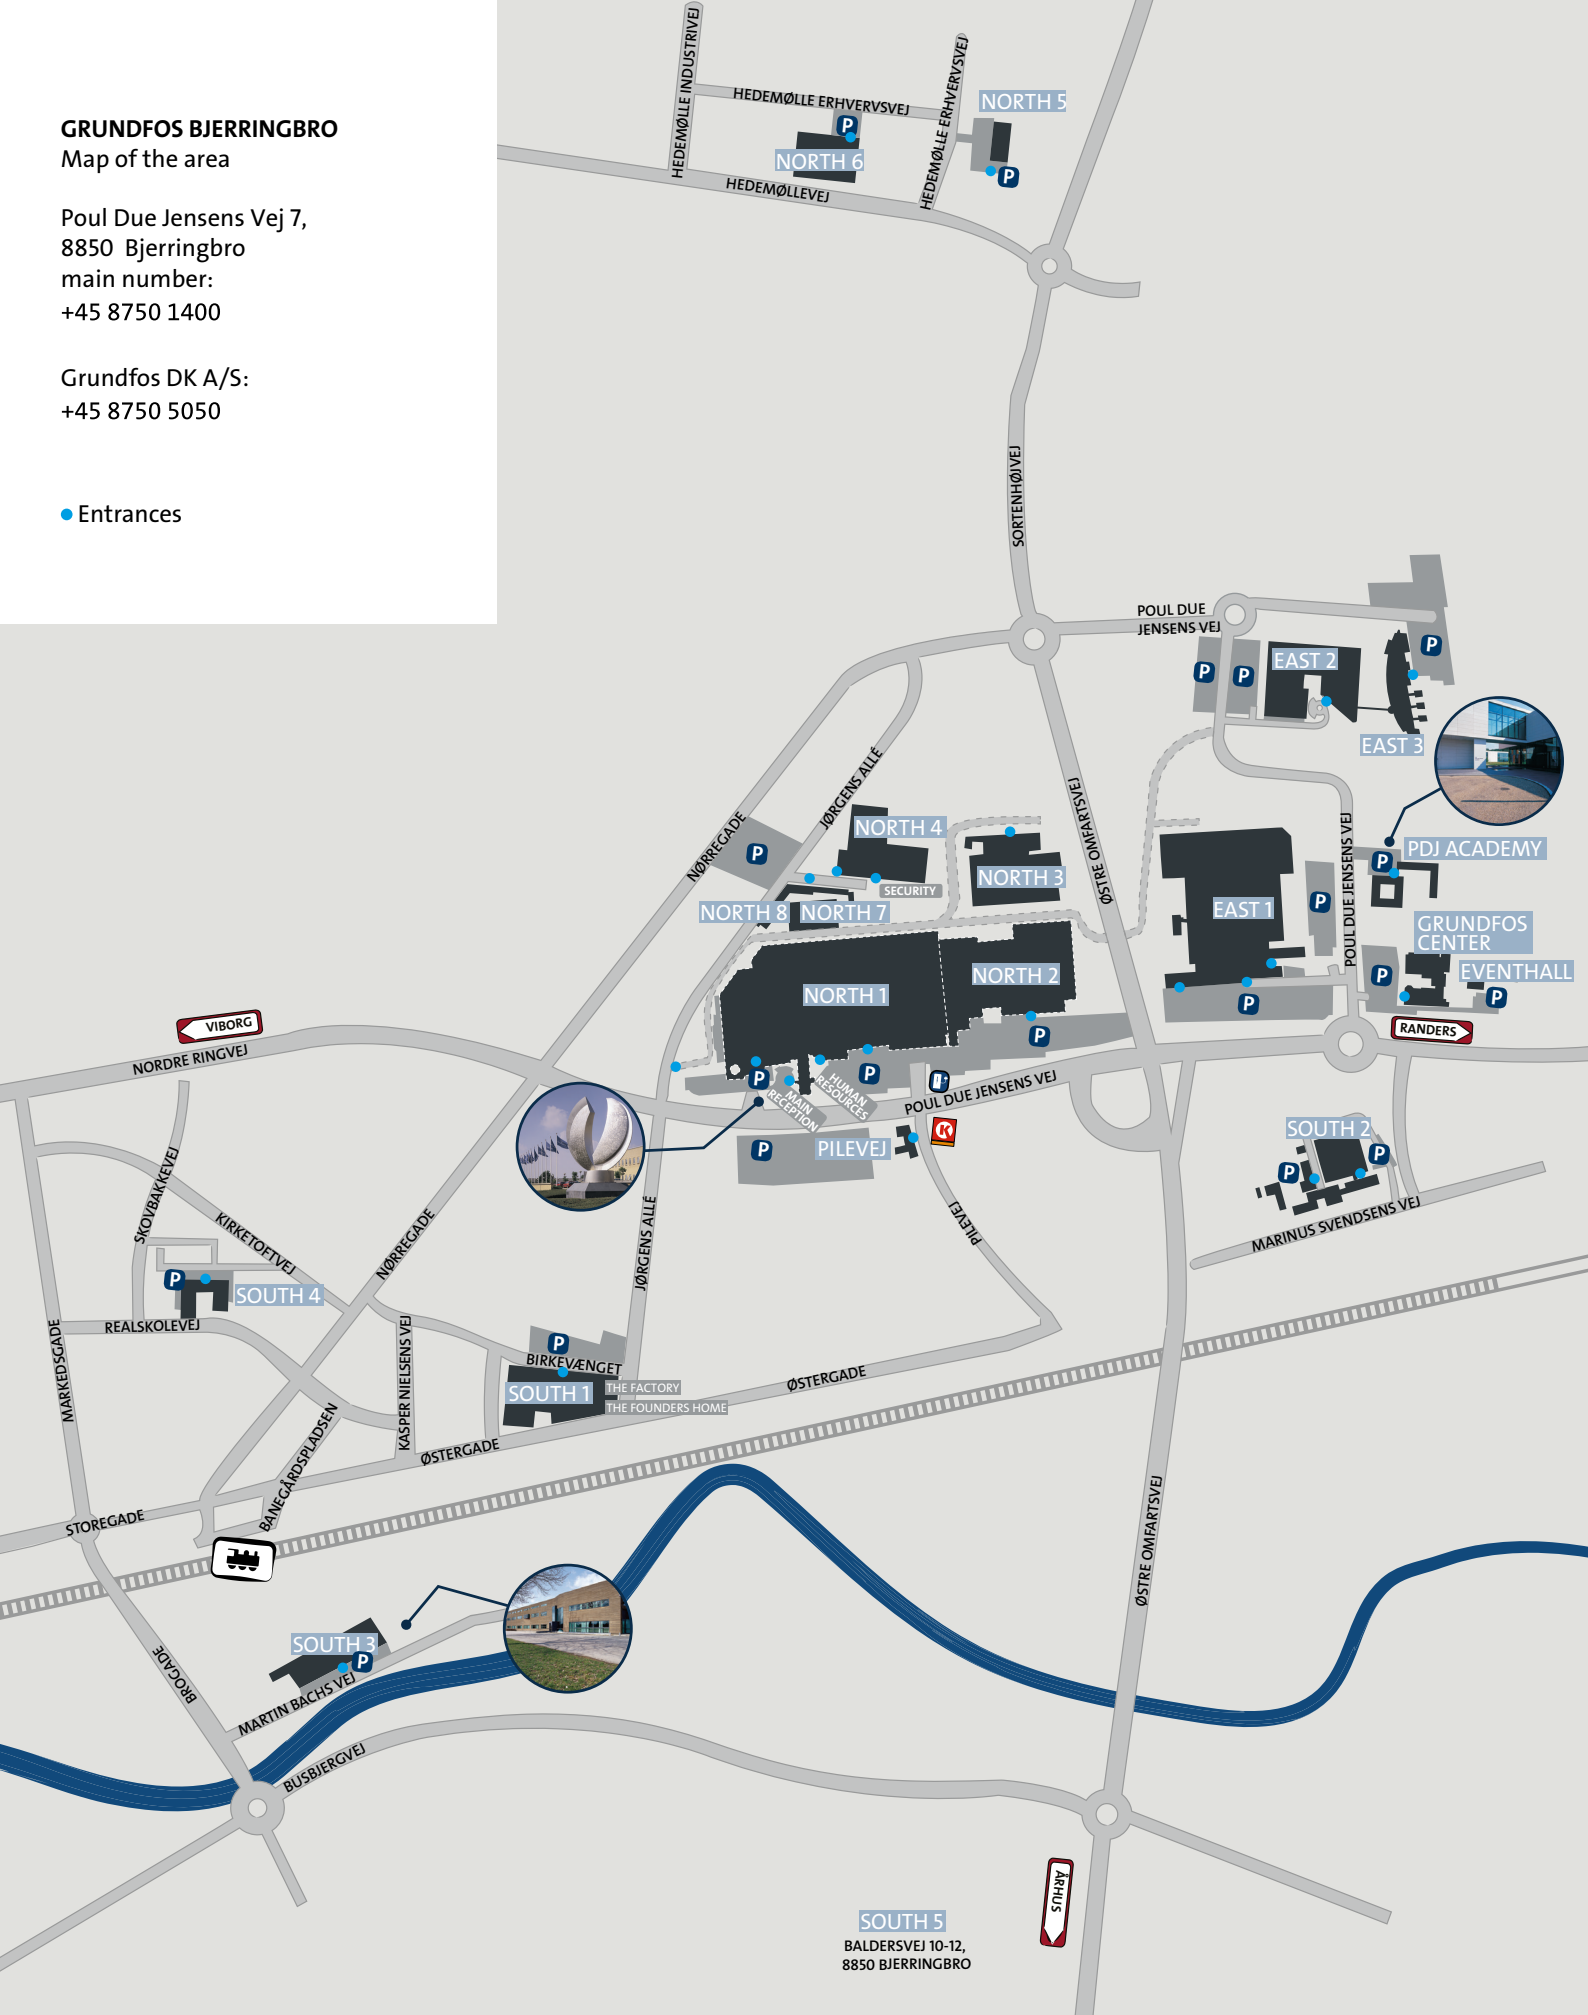 GRUNDFOS BJERRINGBRO
Map of the area
Poul Due Jensens Vej 7,
8850 Bjerringbro
main number:
+45 8750 1400
Grundfos DK A/S:
+45 8750 5050
Entrances
HEDEMØLLE INDUSTRIVEJ
HEDEMØLLE ERHVERVSVEJ
HEDEMØLLE ERHVERVSVEJ
NORTH 5
P
NORTH 6
P
HEDEMØLLEVEJ
SORTENHØJVEJ
POUL DUE
JENSENS VEJ
P
P
EAST 2
P
EAST 3
JØRGENS ALLÉ
NØRREGADE
P
NORTH 4
SECURITY
NORTH 3
ØSTRE OMFARTSVEJ
NORTH 8
NORTH 7
EAST 1
P
POUL DUE JENSENS VEJ
P
PDJ ACADEMY
GRUNDFOS
CENTER
EVENTHALL
P
P
P
NORTH 1
NORTH 2
P
RANDERS
VIBORG
NORDRE RINGVEJ
P
MAIN
RECEPTION
HUMAN
RESOURCES
P
P
POUL DUE JENSENS VEJ
K
P
PILEVEJ
SOUTH 2
P
P
MARINUS SVENDSENS VEJ
SKOVBAKKEVEJ
KIRKETOFTVEJ
NØRREGADE
JØRGENS ALLÉ
PILEVEJ
P
SOUTH 4
REALSKOLEVEJ
MARKEDSGADE
KASPER NIELSENS VEJ
P
BIRKEVÆNGET
SOUTH 1
THE FACTORY
THE FOUNDERS HOME
ØSTERGADE
ØSTERGADE
BANEGÅRDSPLADSEN
STOREGADE
ØSTRE OMFARTSVEJ
SOUTH 3
P
BROGADE
MARTIN BACHS VEJ
BUSBJERGVEJ
ÅRHUS
SOUTH 5
BALDERSVEJ 10-12,
8850 BJERRINGBRO